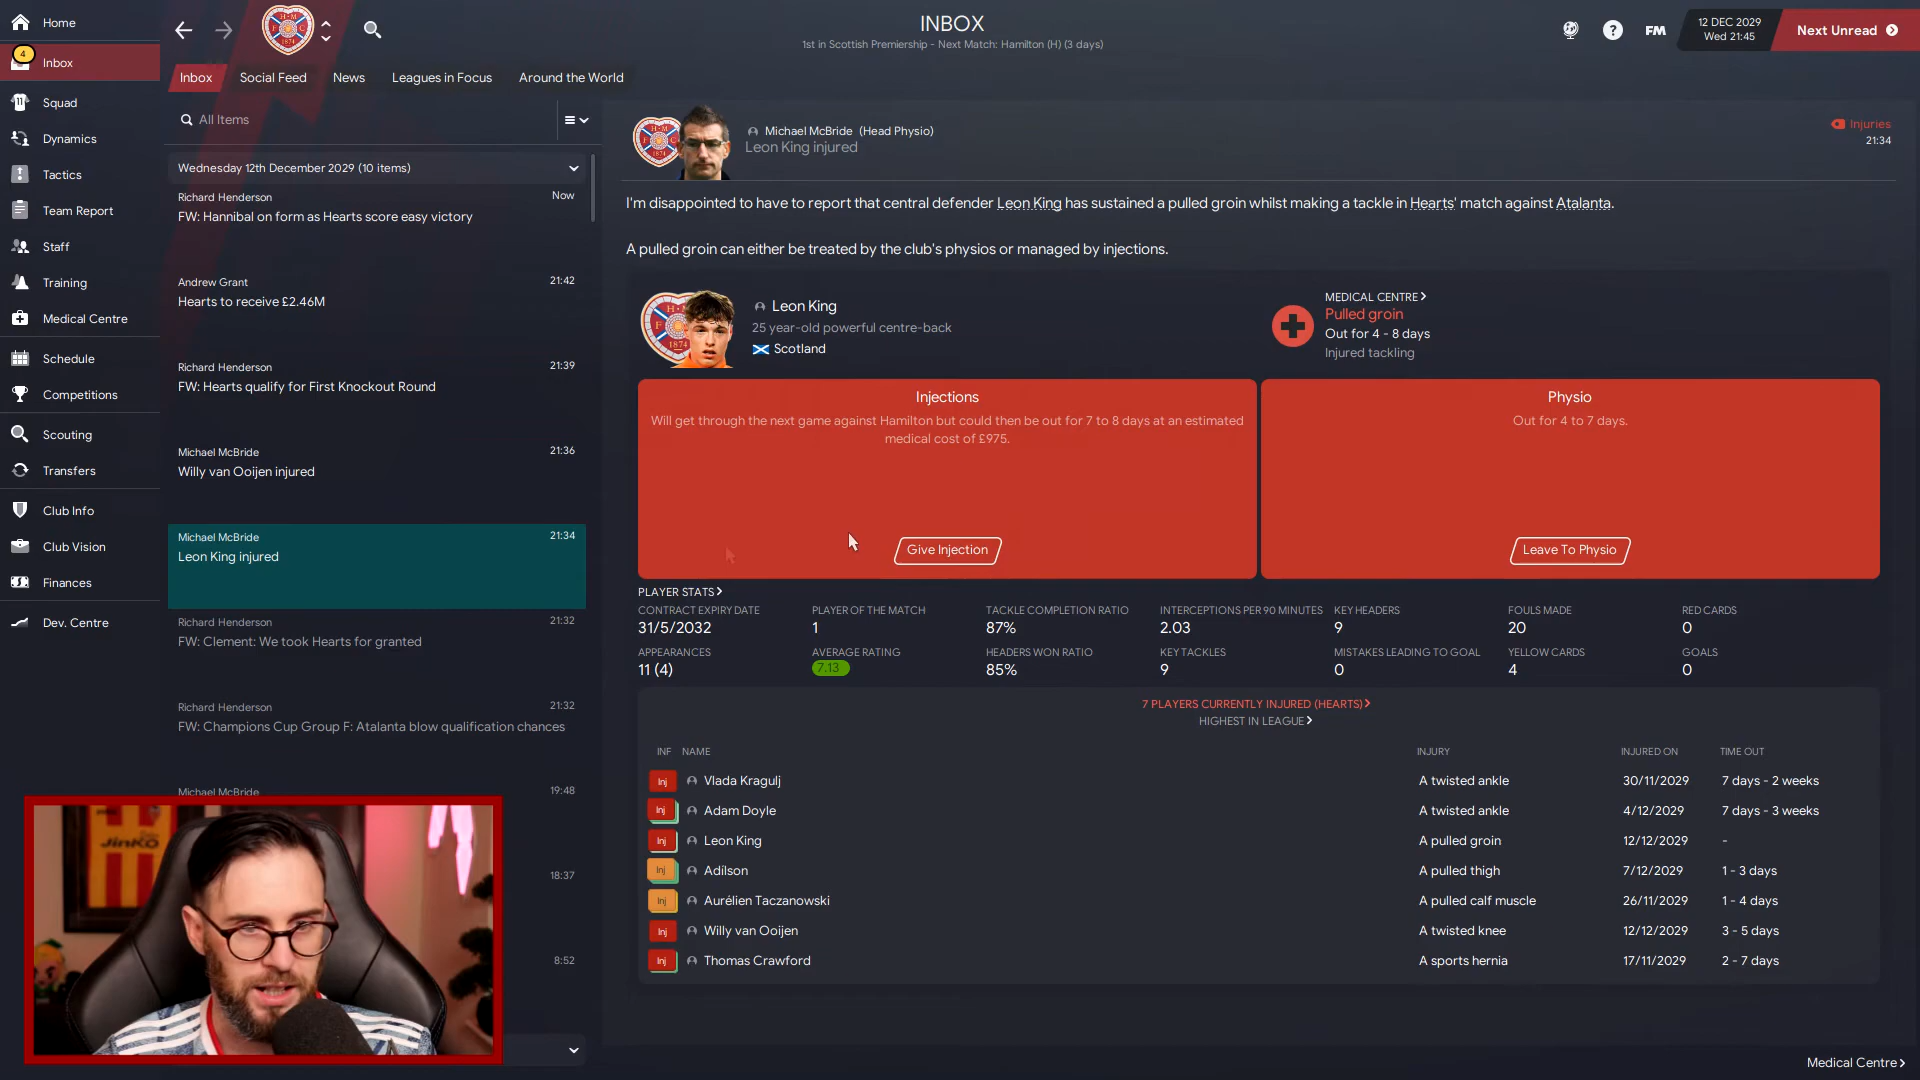 Home
4
Inbox
Squad
Dynamics
Tactics
Team Report
Staff
Training
Medical Centre
Schedule
Competitions
Scouting
Transfers
Club Info
Club Vision
Finances
Dev. Centre
INBOX
1st in Scottish Premiership - Next Match: Hamilton (H) (3 days)
FM
12 DEC 2029
Wed 21:45
Next Unread
Inbox
Social Feed
News
Leagues in Focus
Around the World
All Items
Wednesday 12th December 2029 (10 items)
Richard Henderson
Now
FW: Hannibal on form as Hearts score easy victory
Andrew Grant
21:42
Hearts to receive £2.46M
Richard Henderson
21:39
FW: Hearts qualify for First Knockout Round
Michael McBride
21:36
Willy van Ooijen injured
Michael McBride
21:34
Leon King injured
Richard Henderson
21:32
FW: Clement: We took Hearts for granted
Richard Henderson
21:32
FW: Champions Cup Group F: Atalanta blow qualification chances
Michael McBride
19:48
18:37
8:52
JinKO
Michael McBride (Head Physio)
Leon King injured
Injuries
21:34
I'm disappointed to have to report that central defender Leon King has sustained a pulled groin whilst making a tackle in Hearts' match against Atalanta.
A pulled groin can either be treated by the club's physios or managed by injections.
Leon King
25 year-old powerful centre-back
Scotland
MEDICAL CENTRE
Pulled groin
Out for 4 - 8 days
Injured tackling
Injections
Will get through the next game against Hamilton but could then be out for 7 to 8 days at an estimated
medical cost of £975.
Give Injection
Physio
Out for 4 to 7 days.
Leave To Physio
PLAYER STATS
CONTRACT EXPIRY DATE PLAYER OF THE MATCH TACKLE COMPLETION RATIO INTERCEPTIONS PER 90 MINUTES KEY HEADERS FOULS MADE RED CARDS
31/5/2032 1 87% 2.03 9 20 0
APPEARANCES AVERAGE RATING HEADERS WON RATIO KEY TACKLES MISTAKES LEADING TO GOAL YELLOW CARDS GOALS
11 (4) 7.13 85% 9 0 4 0
7 PLAYERS CURRENTLY INJURED (HEARTS)
HIGHEST IN LEAGUE
INF NAME INJURY INJURED ON TIME OUT
Inj Vlada Kragulj A twisted ankle 30/11/2029 7 days - 2 weeks
Inj Adam Doyle A twisted ankle 4/12/2029 7 days - 3 weeks
Inj Leon King A pulled groin 12/12/2029 -
Inj Adílson A pulled thigh 7/12/2029 1 - 3 days
Inj Aurélien Taczanowski A pulled calf muscle 26/11/2029 1 - 4 days
Inj Willy van Ooijen A twisted knee 12/12/2029 3 - 5 days
Inj Thomas Crawford A sports hernia 17/11/2029 2 - 7 days
Medical Centre